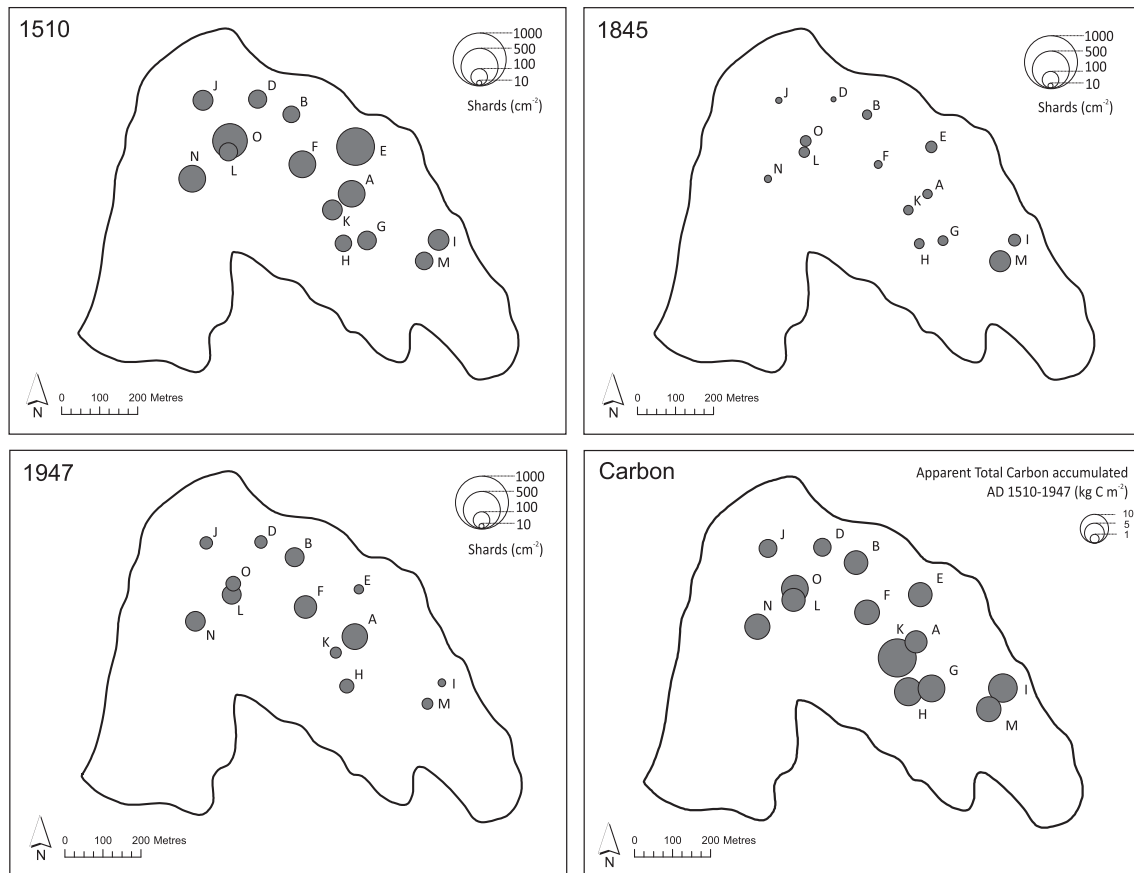 1510
1000
500
100
10
Shards (cm⁻²)
J
D
B
O
L
N
F
E
A
K
G
H
I
M
N
0 100 200 Metres
1845
1000
500
100
10
Shards (cm⁻²)
J
D
B
O
L
N
F
E
A
K
G
H
I
M
N
0 100 200 Metres
1947
1000
500
100
10
Shards (cm⁻²)
J
D
B
O
L
N
F
E
A
K
H
I
M
N
0 100 200 Metres
Carbon
Apparent Total Carbon accumulated
AD 1510-1947 (kg C m⁻²)
10
5
1
J
D
B
O
L
N
F
E
K
A
G
H
I
M
N
0 100 200 Metres